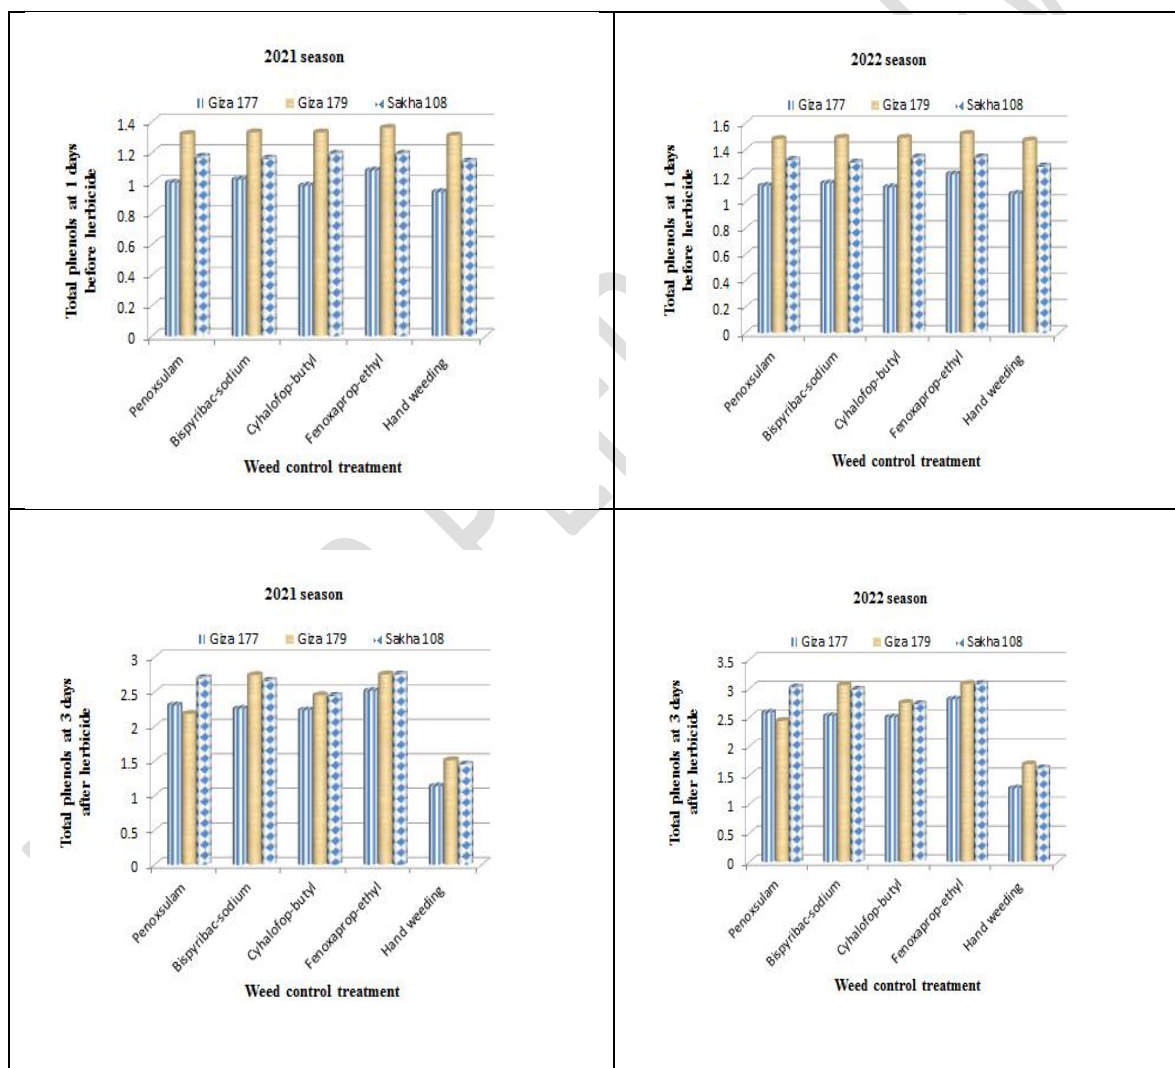 2021 season
Giza 177 Giza 179 Sakha 108
Total phenols at 1 days
before herbicide
1.4
1.2
1
0.8
0.6
0.4
0.2
0
Penoxsulam
Bispyribac-sodium
Cyhalofop-butyl
Fenoxaprop-ethyl
Hand weeding
Weed control treatment
2022 season
Giza 177 Giza 179 Sakha 108
Total phenols at 1 days
before herbicide
1.6
1.4
1.2
1
0.8
0.6
0.4
0.2
0
Penoxsulam
Bispyribac-sodium
Cyhalofop-butyl
Fenoxaprop-ethyl
Hand weeding
Weed control treatment
2021 season
Giza 177 Giza 179 Sakha 108
Total phenols at 3 days
after herbicide
3
2.5
2
1.5
1
0.5
0
Penoxsulam
Bispyribac-sodium
Cyhalofop-butyl
Fenoxaprop-ethyl
Hand weeding
Weed control treatment
2022 season
Giza 177 Giza 179 Sakha 108
Total phenols at 3 days
after herbicide
3.5
3
2.5
2
1.5
1
0.5
0
Penoxsulam
Bispyribac-sodium
Cyhalofop-butyl
Fenoxaprop-ethyl
Hand weeding
Weed control treatment